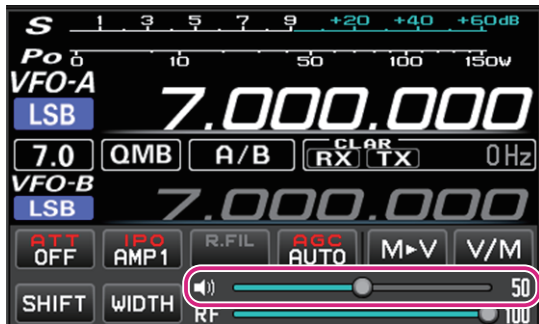 S 1 . 3 . 5 . 7 . 9 +20 +40 +60dB
Po 0 10 50 100 150W
VFO-A
LSB 7.000.000
7.0 QMB A/B CLAR RX TX 0Hz
VFO-B
LSB 7.000.000
ATT OFF IPO AMP1 R.FIL AGC AUTO M►V V/M
50
SHIFT WIDTH RF 100